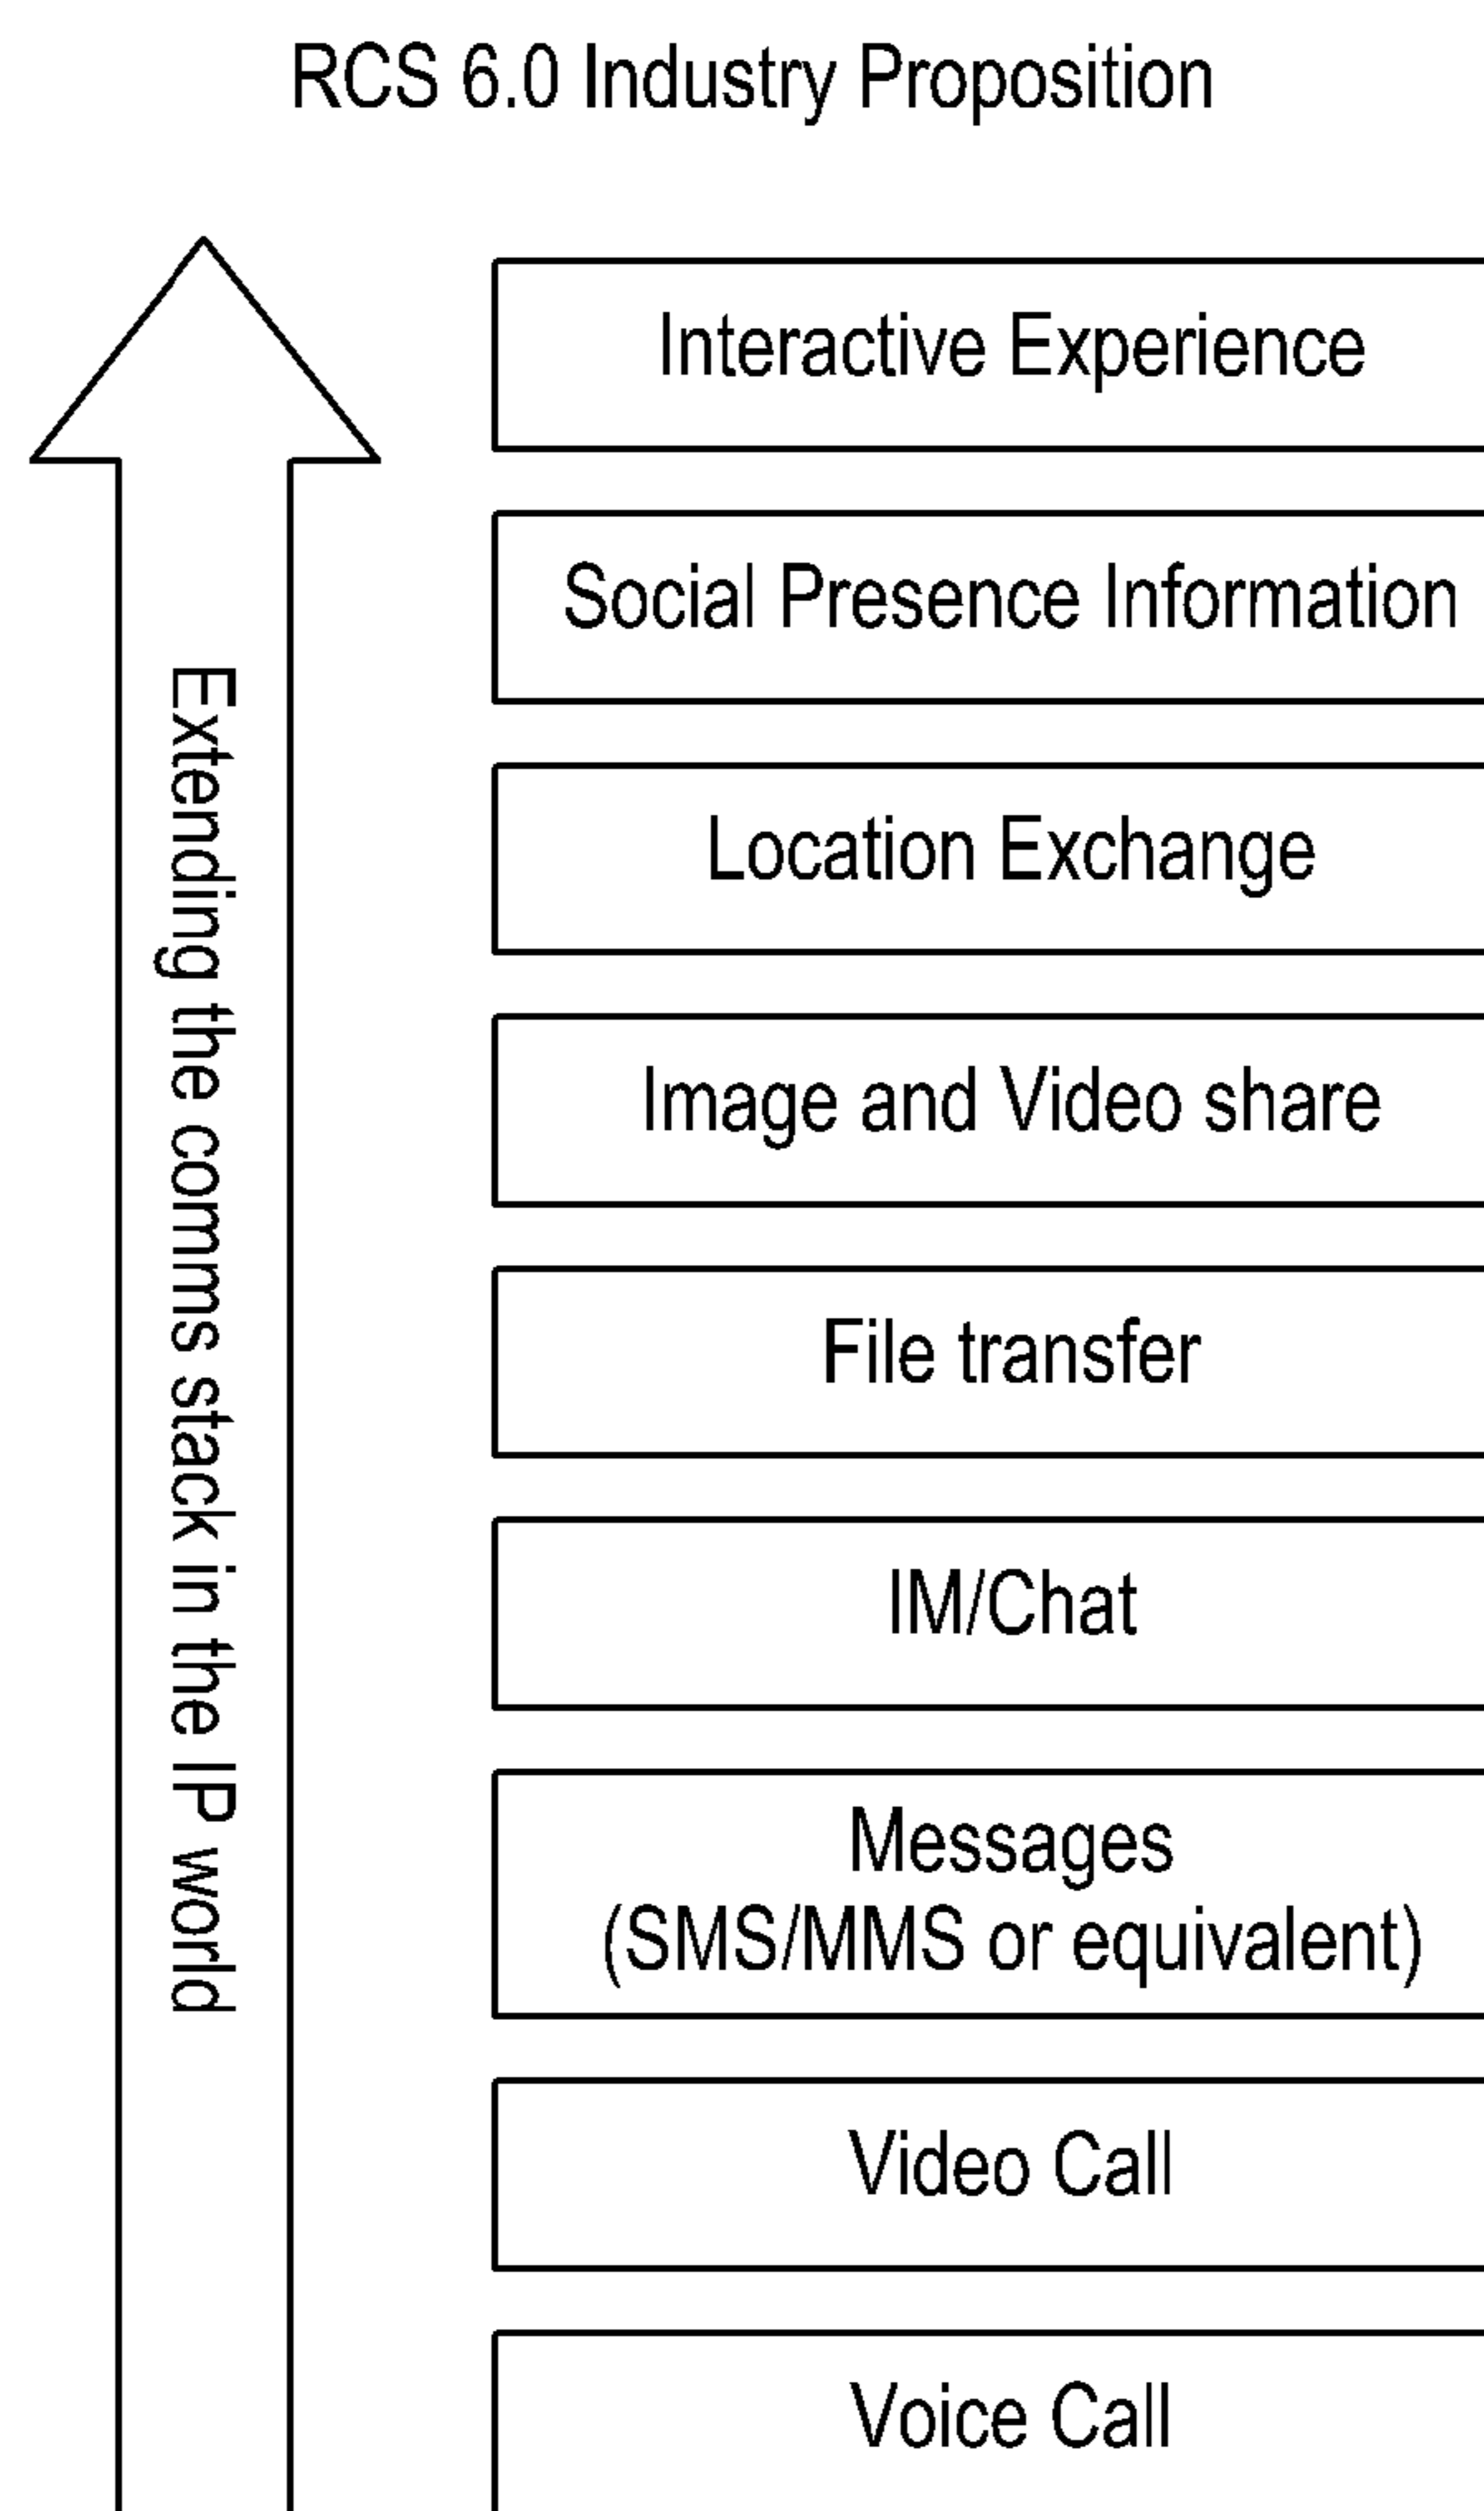 RCS 6.0 Industry Proposition
Extending the comms stack in the IP world
Interactive Experience
Social Presence Information
Location Exchange
Image and Video share
File transfer
IM/Chat
Messages
(SMS/MMS or equivalent)
Video Call
Voice Call